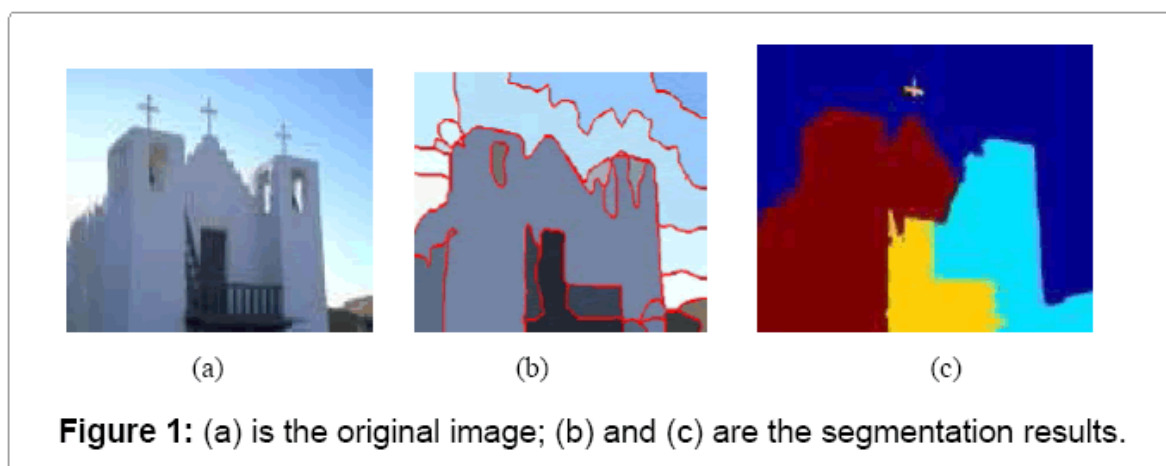 (a) (b) (c)
Figure 1: (a) is the original image; (b) and (c) are the segmentation results.